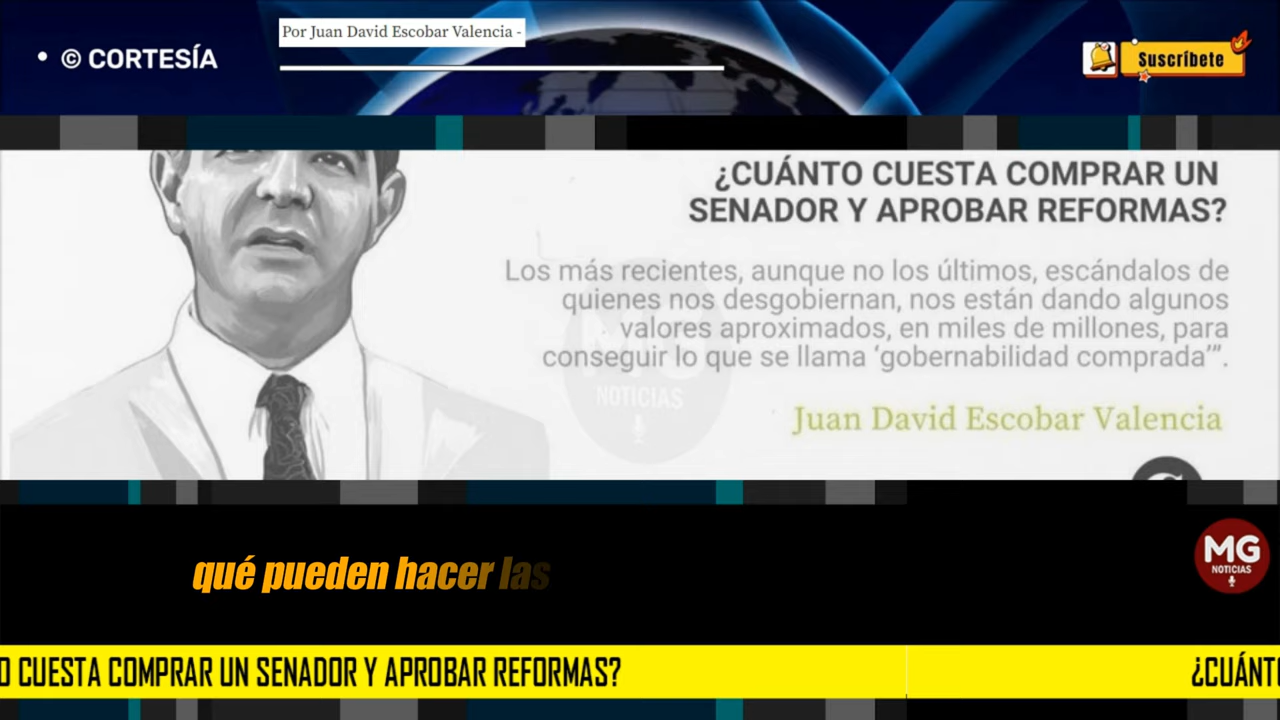 Por Juan David Escobar Valencia -
• © CORTESÍA
Suscríbete
¿CUÁNTO CUESTA COMPRAR UN
SENADOR Y APROBAR REFORMAS?
Los más recientes, aunque no los últimos, escándalos de
quienes nos desgobiernan, nos están dando algunos
valores aproximados, en miles de millones, para
conseguir lo que se llama ‘gobernabilidad comprada’”.
MG
NOTICIAS
Juan David Escobar Valencia
qué pueden hacer las
MG
NOTICIAS
O CUESTA COMPRAR UN SENADOR Y APROBAR REFORMAS?
¿CUÁNTO